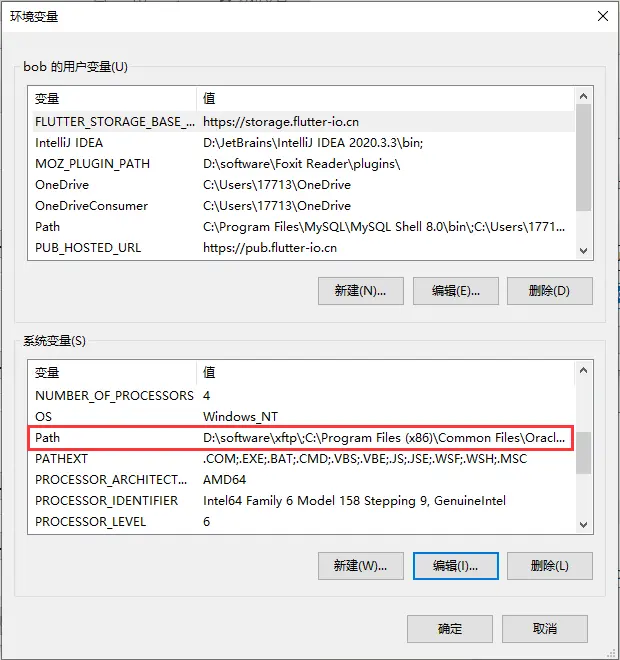 环境变量
bob 的用户变量(U)
变量 值
FLUTTER_STORAGE_BASE_... https://storage.flutter-io.cn
IntelliJ IDEA D:\JetBrains\IntelliJ IDEA 2020.3.3\bin;
MOZ_PLUGIN_PATH D:\software\Foxit Reader\plugins\
OneDrive C:\Users\17713\OneDrive
OneDriveConsumer C:\Users\17713\OneDrive
Path C:\Program Files\MySQL\MySQL Shell 8.0\bin\;C:\Users\1771...
PUB_HOSTED_URL https://pub.flutter-io.cn
新建(N)... 编辑(E)... 删除(D)
系统变量(S)
变量 值
NUMBER_OF_PROCESSORS 4
OS Windows_NT
Path D:\software\xftp\;C:\Program Files (x86)\Common Files\Oracl...
PATHEXT .COM;.EXE;.BAT;.CMD;.VBS;.VBE;.JS;.JSE;.WSF;.WSH;.MSC
PROCESSOR_ARCHITECT... AMD64
PROCESSOR_IDENTIFIER Intel64 Family 6 Model 158 Stepping 9, GenuineIntel
PROCESSOR_LEVEL 6
新建(W)... 编辑(I)... 删除(L)
确定 取消